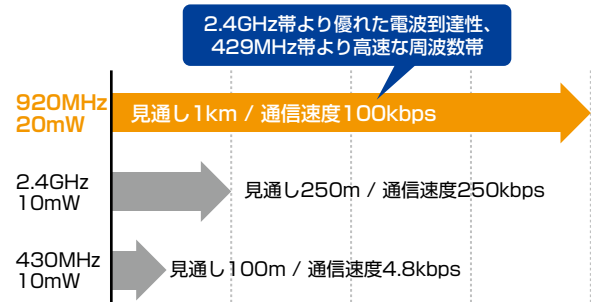 2.4GHz帯より優れた電波到達性、
429MHz帯より高速な周波数帯
920MHz
20mW
見通し1km / 通信速度100kbps
2.4GHz
10mW
見通し250m / 通信速度250kbps
430MHz
10mW
見通し100m / 通信速度4.8kbps